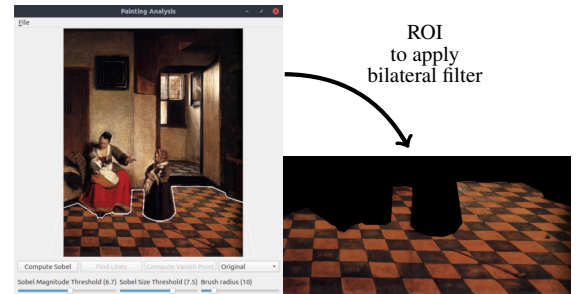 Painting Analysis
File
ROI
to apply
bilateral filter
Compute Sobel
Find Lines
Compute Vanish Point
Original
Sobel Magnitude Threshold (6.7)
Sobel Size Threshold (7.5)
Brush radius (10)